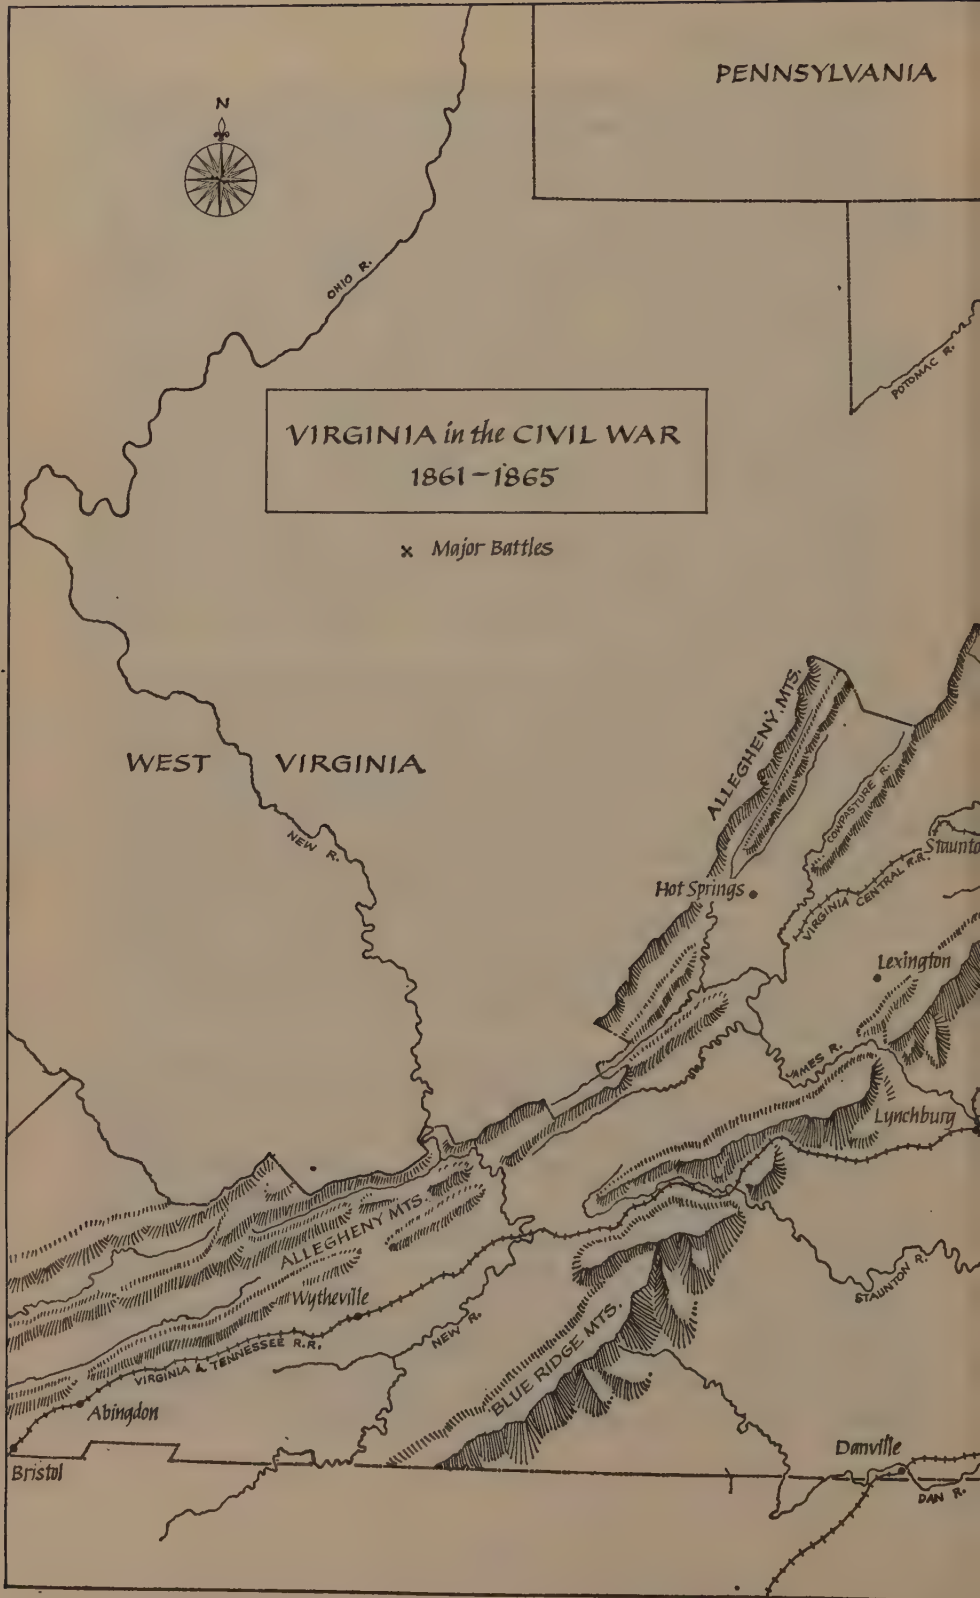 PENNSYLVANIA
N
OHIO R.
POTOMAC R.
VIRGINIA in the CIVIL WAR
1861–1865
x Major Battles
ALLEGHENY MTS.
WEST VIRGINIA
COWPASTURE R.
NEW R.
Staunto
VIRGINIA CENTRAL R.R.
Hot Springs
Lexington
JAMES R.
Lynchburg
ALLEGHENY MTS.
STAUNTON R.
Wytheville
NEW R.
BLUE RIDGE MTS.
VIRGINIA & TENNESSEE R.R.
Abingdon
Danville
Bristol
DAN R.